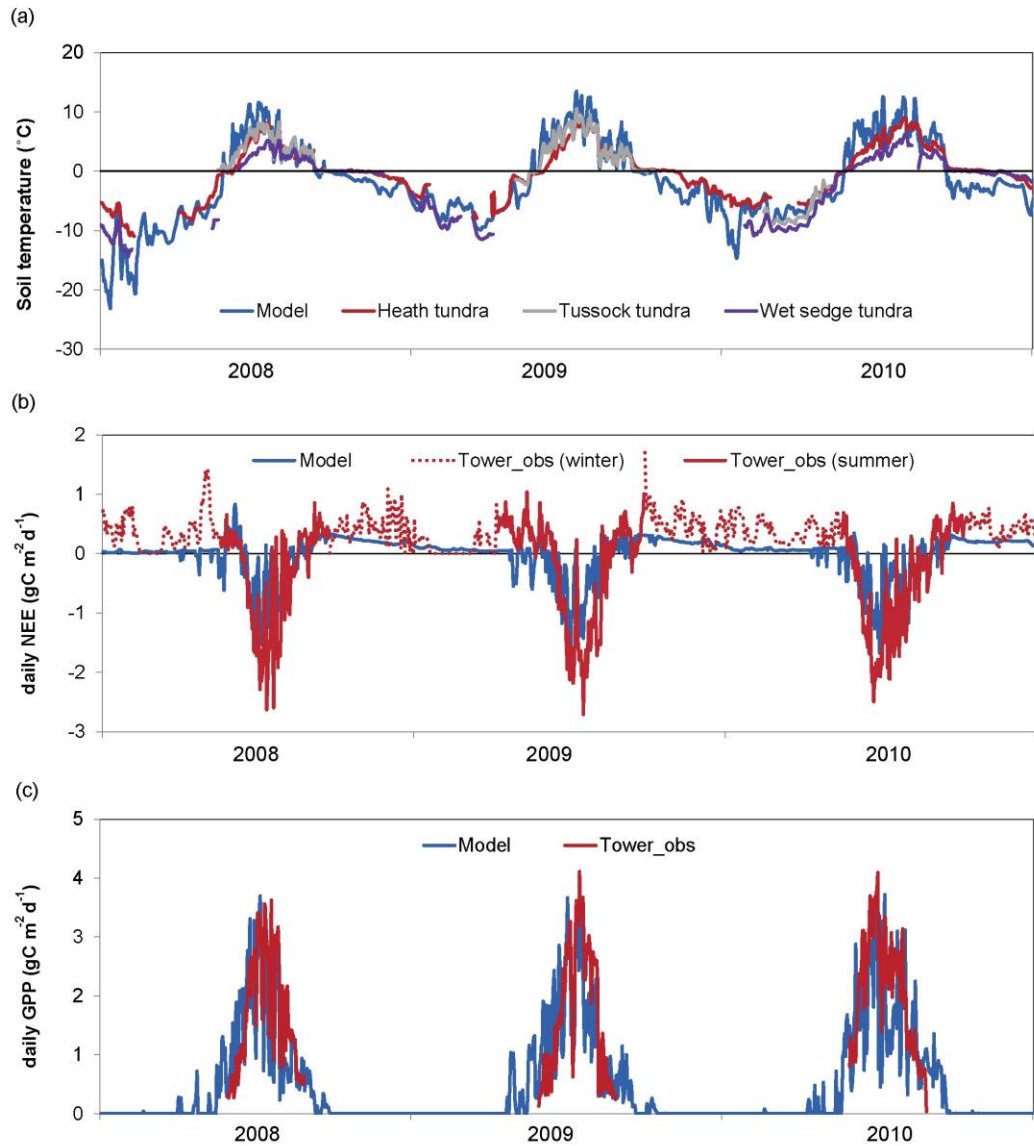 (a)
20
10
0
-10
-20
-30
Soil temperature (°C)
Model Heath tundra Tussock tundra Wet sedge tundra
2008 2009 2010
(b)
2
1
0
-1
-2
-3
daily NEE (gC m⁻² d⁻¹)
Model Tower_obs (winter) Tower_obs (summer)
2008 2009 2010
(c)
5
4
3
2
1
0
daily GPP (gC m⁻² d⁻¹)
Model Tower_obs
2008 2009 2010